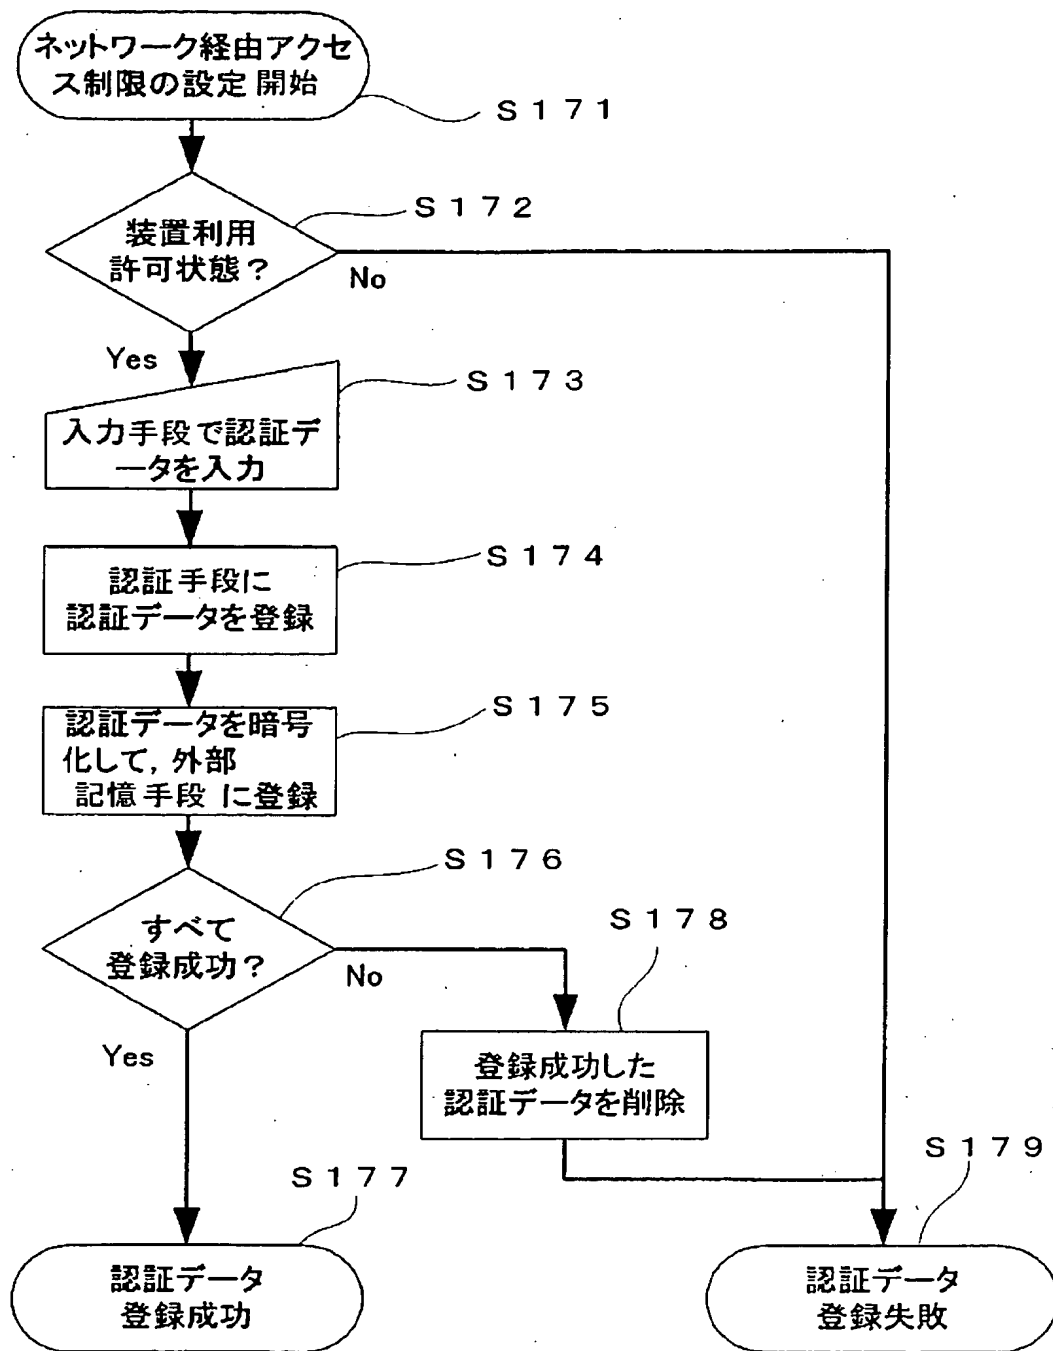 ネットワーク経由アクセ
ス制限の設定 開始
S171
S172
装置利用
許可状態?
No
Yes
S173
入力手段で認証デ
ータを入力
S174
認証手段に
認証データを登録
S175
認証データを暗号
化して,外部
記憶手段 に登録
S176
すべて
登録成功?
No
Yes
S178
登録成功した
認証データを削除
S177
認証データ
登録成功
S179
認証データ
登録失敗